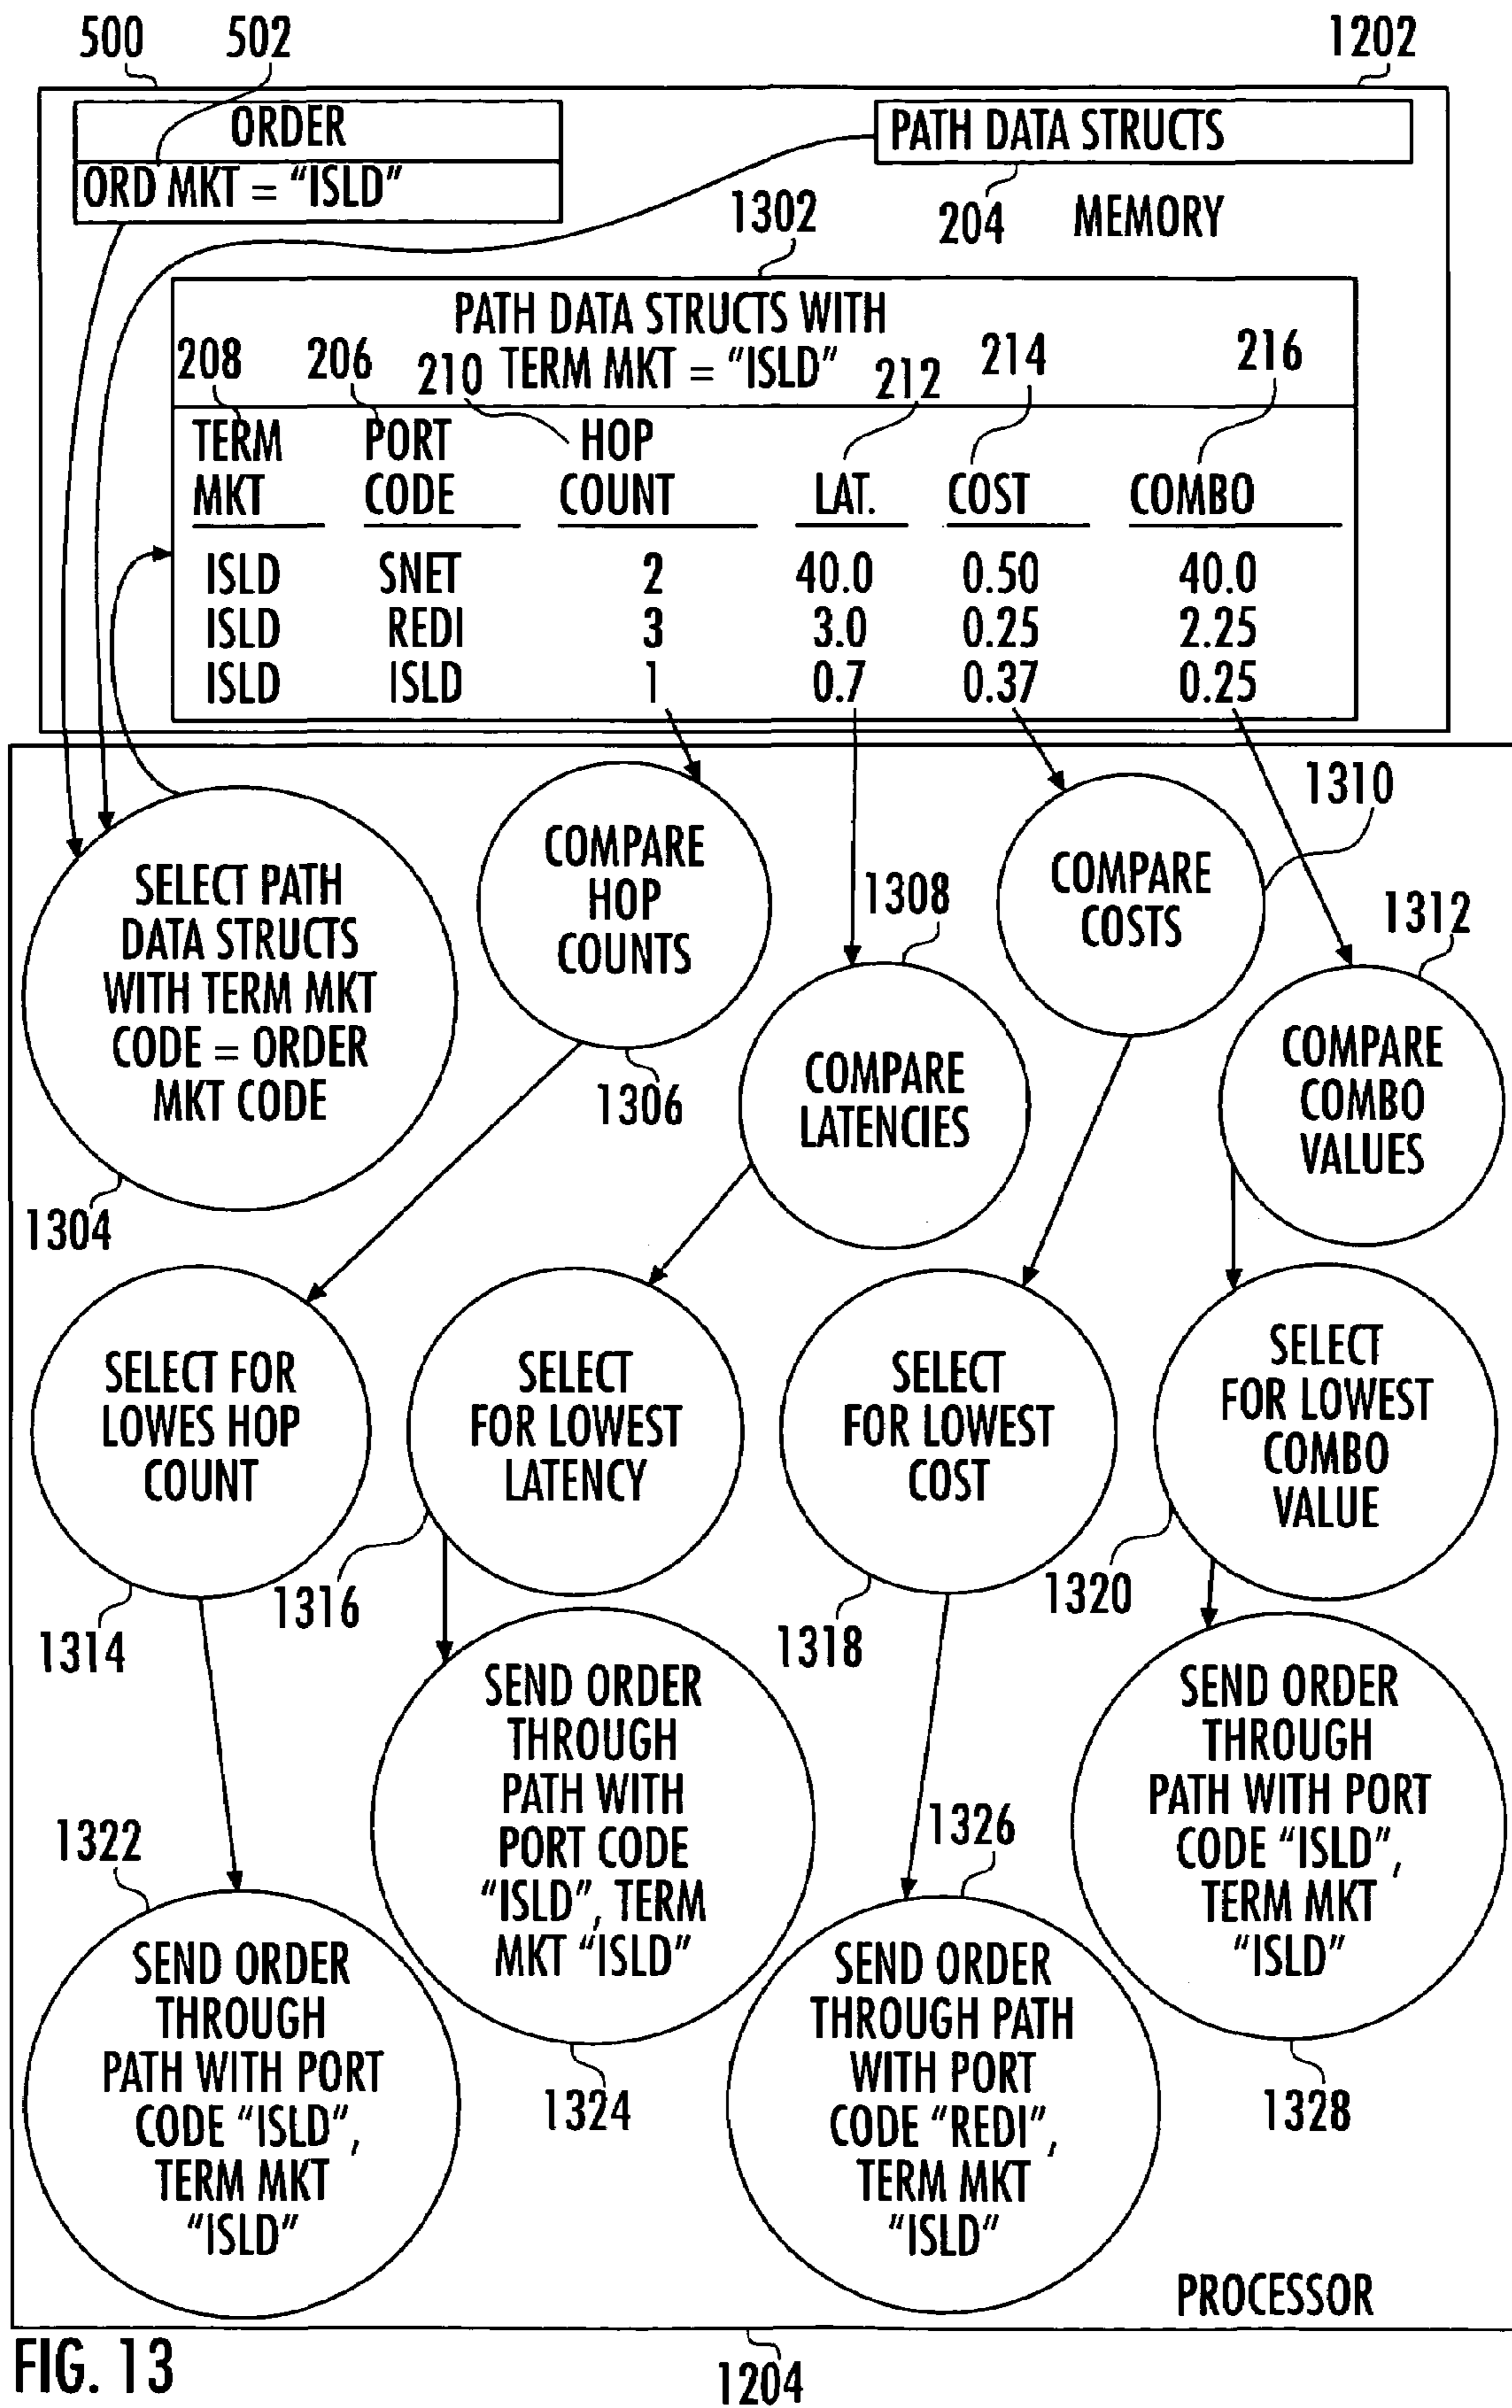 500 502 1202
ORDER
ORD MKT = "ISLD"
PATH DATA STRUCTS
204 MEMORY
1302
PATH DATA STRUCTS WITH
TERM MKT = "ISLD"
208 206 210 212 214 216
TERM PORT HOP
MKT CODE COUNT LAT. COST COMBO
ISLD SNET 2 40.0 0.50 40.0
ISLD REDI 3 3.0 0.25 2.25
ISLD ISLD 1 0.7 0.37 0.25
SELECT PATH
DATA STRUCTS
WITH TERM MKT
CODE = ORDER
MKT CODE
1304
COMPARE
HOP
COUNTS
1306
COMPARE
LATENCIES
1308
COMPARE
COSTS
1310
COMPARE
COMBO
VALUES
1312
SELECT FOR
LOWES HOP
COUNT
1314
SELECT
FOR LOWEST
LATENCY
1316
SELECT
FOR LOWEST
COST
1318
SELECT
FOR LOWEST
COMBO
VALUE
1320
1322
SEND ORDER
THROUGH
PATH WITH PORT
CODE "ISLD",
TERM MKT
"ISLD"
SEND ORDER
THROUGH
PATH WITH
PORT CODE
"ISLD", TERM
MKT "ISLD"
1324
1326
SEND ORDER
THROUGH PATH
WITH PORT
CODE "REDI",
TERM MKT
"ISLD"
SEND ORDER
THROUGH
PATH WITH PORT
CODE "ISLD",
TERM MKT
"ISLD"
1328
PROCESSOR
1204
FIG. 13